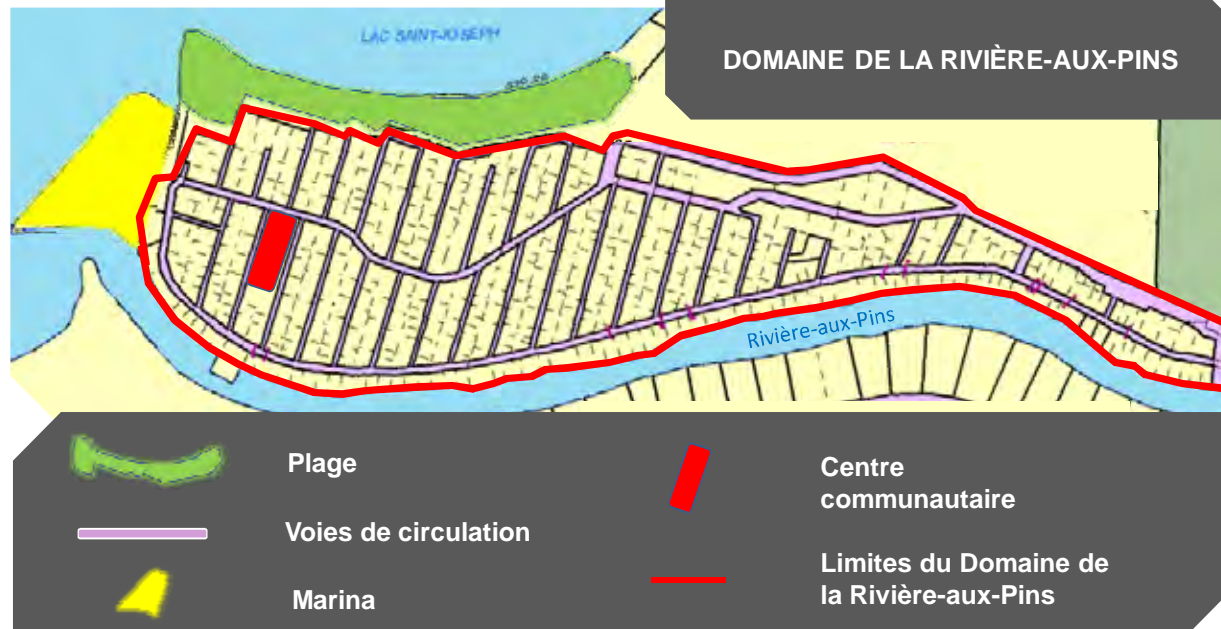 LAC SAINT-JOSEPH
DOMAINE DE LA RIVIÈRE-AUX-PINS
Rivière-aux-Pins
Plage
Voies de circulation
Marina
Centre
communautaire
Limites du Domaine de
la Rivière-aux-Pins